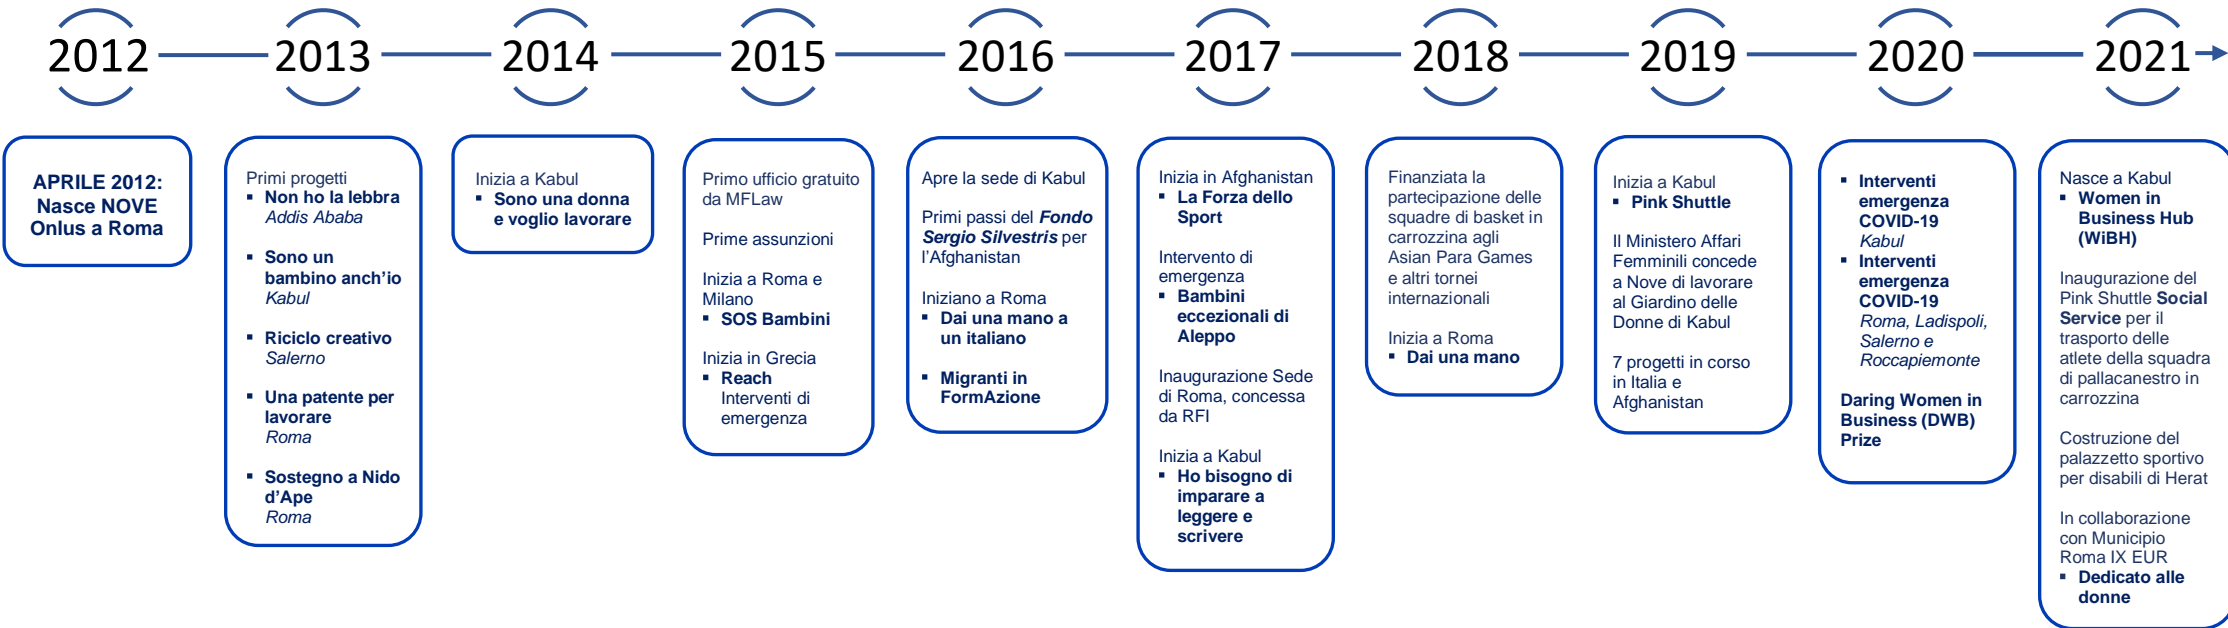 2012
2013
2014
2015
2016
2017
2018
2019
2020
2021
APRILE 2012:
Nasce NOVE
Onlus a Roma
Primi progetti
▪ Non ho la lebbra
Addis Ababa
▪ Sono un
bambino anch’io
Kabul
▪ Riciclo creativo
Salerno
▪ Una patente per
lavorare
Roma
▪ Sostegno a Nido
d’Ape
Roma
Inizia a Kabul
▪ Sono una donna
e voglio lavorare
Primo ufficio gratuito
da MFLaw
Prime assunzioni
Inizia a Roma e
Milano
▪ SOS Bambini
Inizia in Grecia
▪ Reach
Interventi di
emergenza
Apre la sede di Kabul
Primi passi del Fondo
Sergio Silvestris per
l’Afghanistan
Iniziano a Roma
▪ Dai una mano a
un italiano
▪ Migranti in
FormAzione
Inizia in Afghanistan
▪ La Forza dello
Sport
Intervento di
emergenza
▪ Bambini
eccezionali di
Aleppo
Inaugurazione Sede
di Roma, concessa
da RFI
Inizia a Kabul
▪ Ho bisogno di
imparare a
leggere e
scrivere
Finanziata la
partecipazione delle
squadre di basket in
carrozzina agli
Asian Para Games
e altri tornei
internazionali
Inizia a Roma
▪ Dai una mano
Inizia a Kabul
▪ Pink Shuttle
Il Ministero Affari
Femminili concede
a Nove di lavorare
al Giardino delle
Donne di Kabul
7 progetti in corso
in Italia e
Afghanistan
▪ Interventi
emergenza
COVID-19
Kabul
▪ Interventi
emergenza
COVID-19
Roma, Ladispoli,
Salerno e
Roccapiemonte
Daring Women in
Business (DWB)
Prize
Nasce a Kabul
▪ Women in
Business Hub
(WiBH)
Inaugurazione del
Pink Shuttle Social
Service per il
trasporto delle
atlete della squadra
di pallacanestro in
carrozzina
Costruzione del
palazzetto sportivo
per disabili di Herat
In collaborazione
con Municipio
Roma IX EUR
▪ Dedicato alle
donne